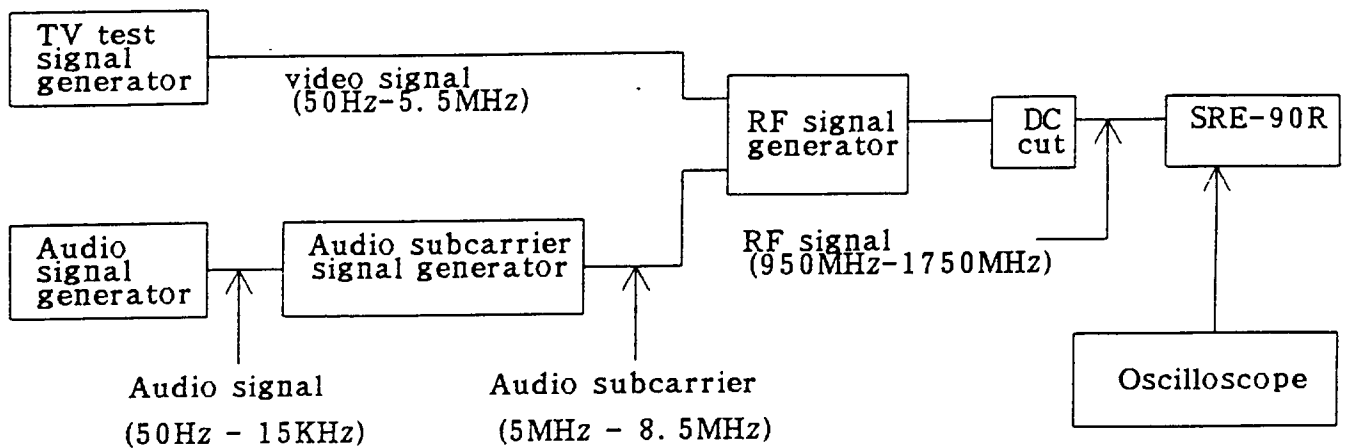 TV test
signal
generator
video signal
(50Hz-5. 5MHz)
RF signal
generator
DC
cut
SRE-90R
Audio
signal
generator
Audio subcarrier
signal generator
RF signal
(950MHz-1750MHz)
Audio signal
(50Hz - 15KHz)
Audio subcarrier
(5MHz - 8. 5MHz)
Oscilloscope